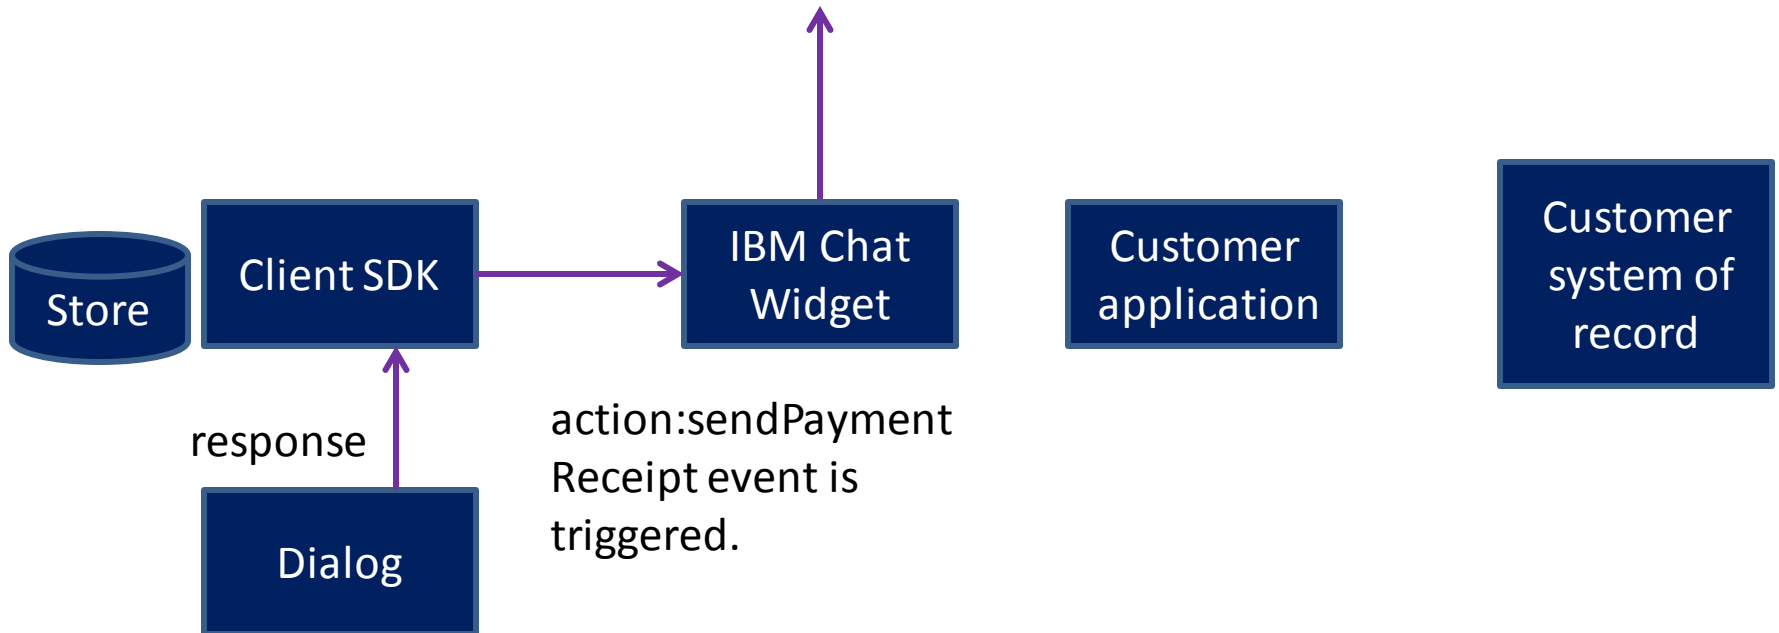 Store
Client SDK
IBM Chat
Widget
Customer
application
Customer
system of
record
response
action:sendPayment
Receipt event is
triggered.
Dialog